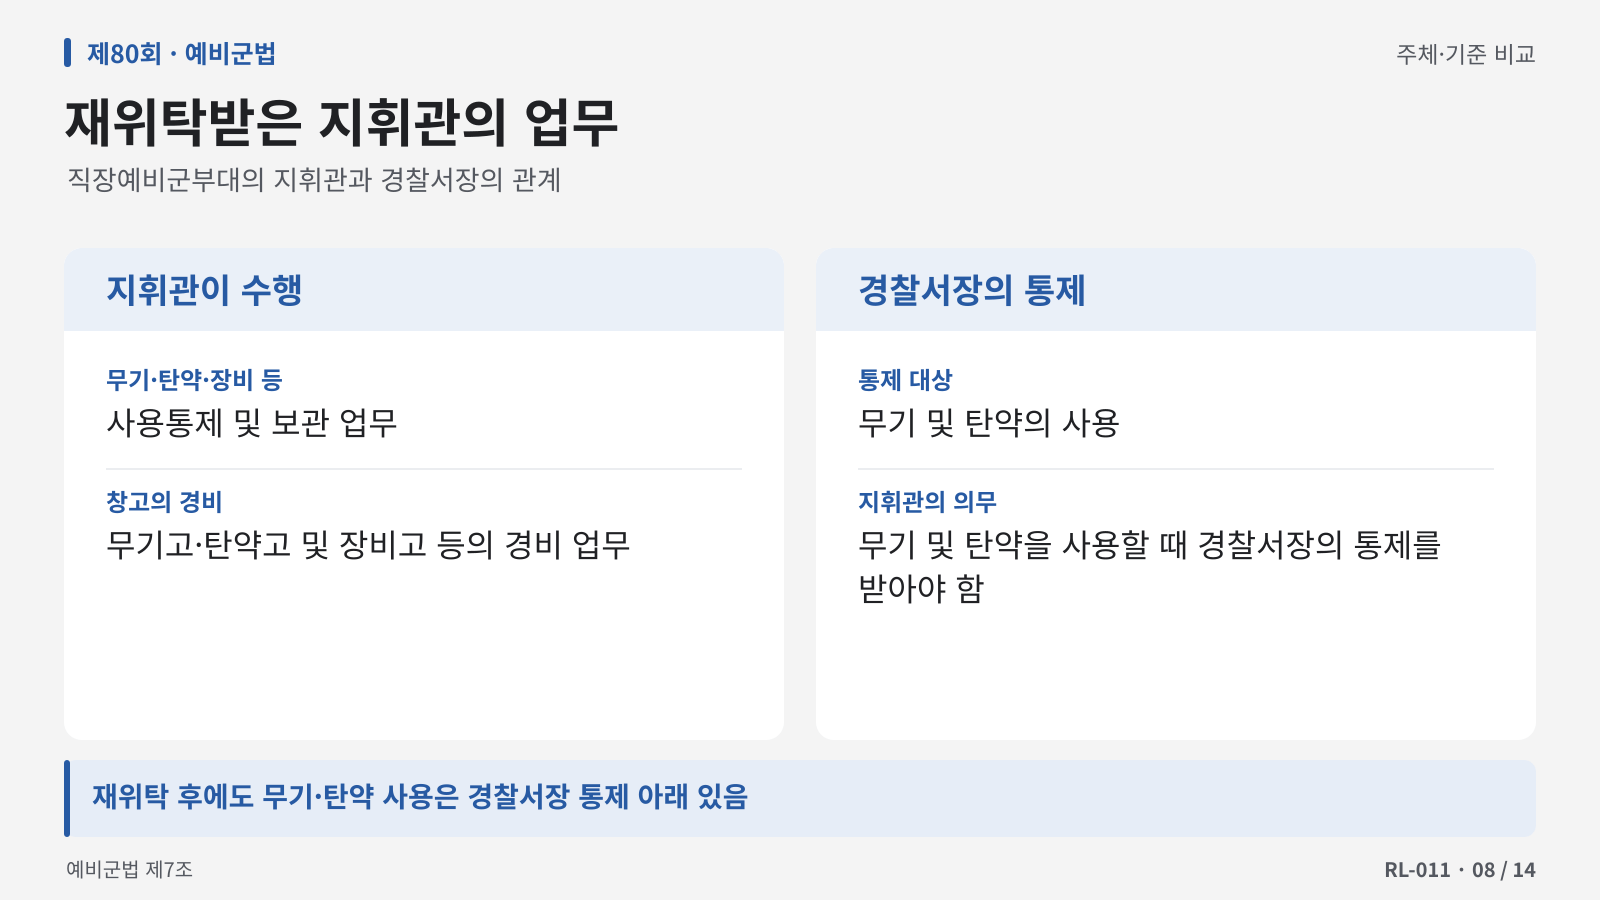 제80회 · 예비군법
주체·기준 비교
재위탁받은 지휘관의 업무
직장예비군부대의 지휘관과 경찰서장의 관계
지휘관이 수행
무기·탄약·장비 등
사용통제 및 보관 업무
창고의 경비
무기고·탄약고 및 장비고 등의 경비 업무
경찰서장의 통제
통제 대상
무기 및 탄약의 사용
지휘관의 의무
무기 및 탄약을 사용할 때 경찰서장의 통제를
받아야 함
재위탁 후에도 무기·탄약 사용은 경찰서장 통제 아래 있음
예비군법 제7조
RL-011 · 08 / 14